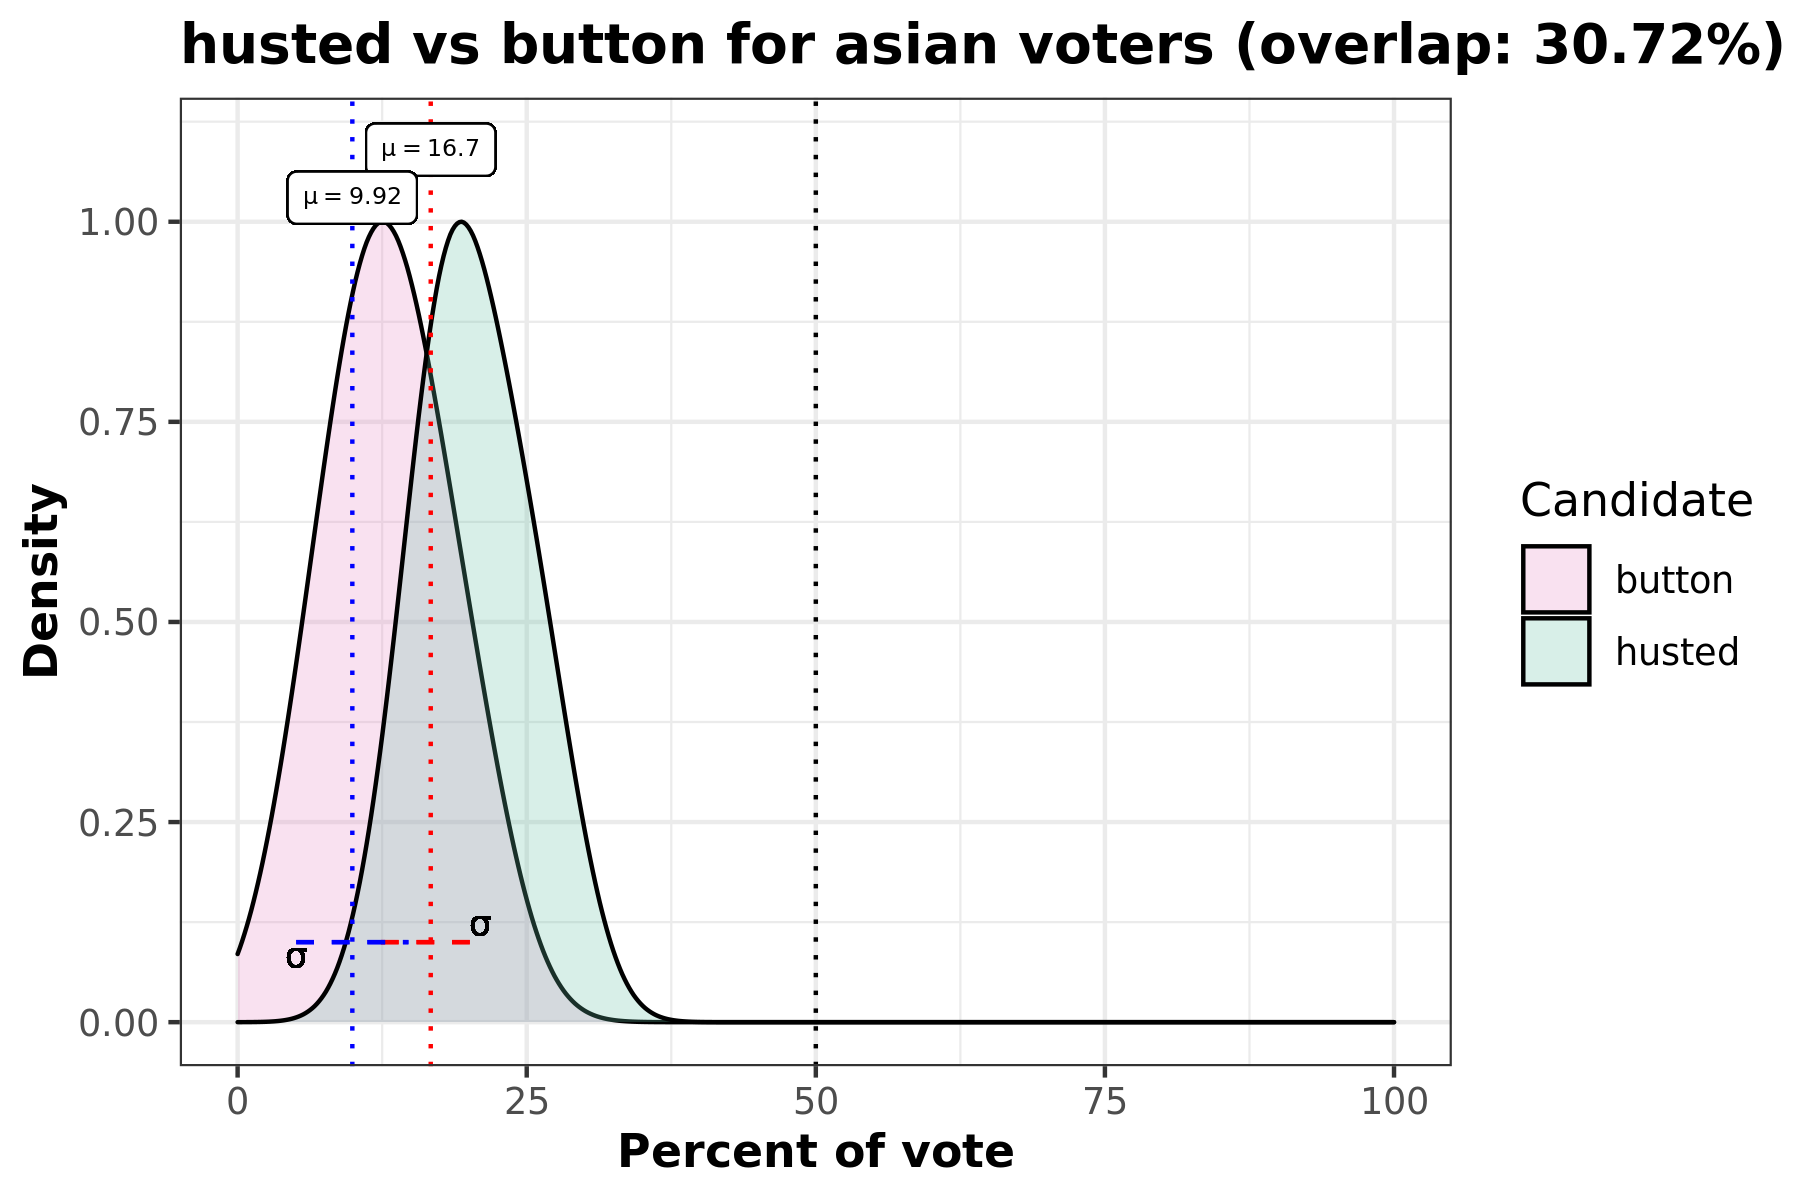 husted vs button for asian voters (overlap: 30.72%)
μ = 16.7
μ = 9.92
1.00
0.75
0.50
0.25
0.00
Density
σ
σ
0 25 50 75 100
Percent of vote
Candidate
button
husted